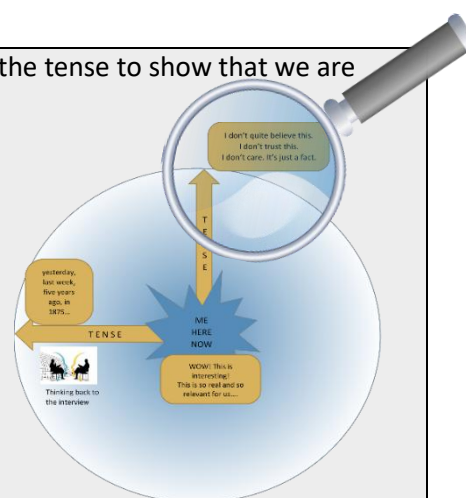 the tense to show that we are
I don't quite believe this.
I don't trust this.
I don't care. It's just a fact.
TENSE
yesterday,
last week,
five years
ago, in
1875...
TENSE
ME
HERE
NOW
WOW! This is
interesting!
This is so real and so
relevant for us....
Thinking back to
the interview